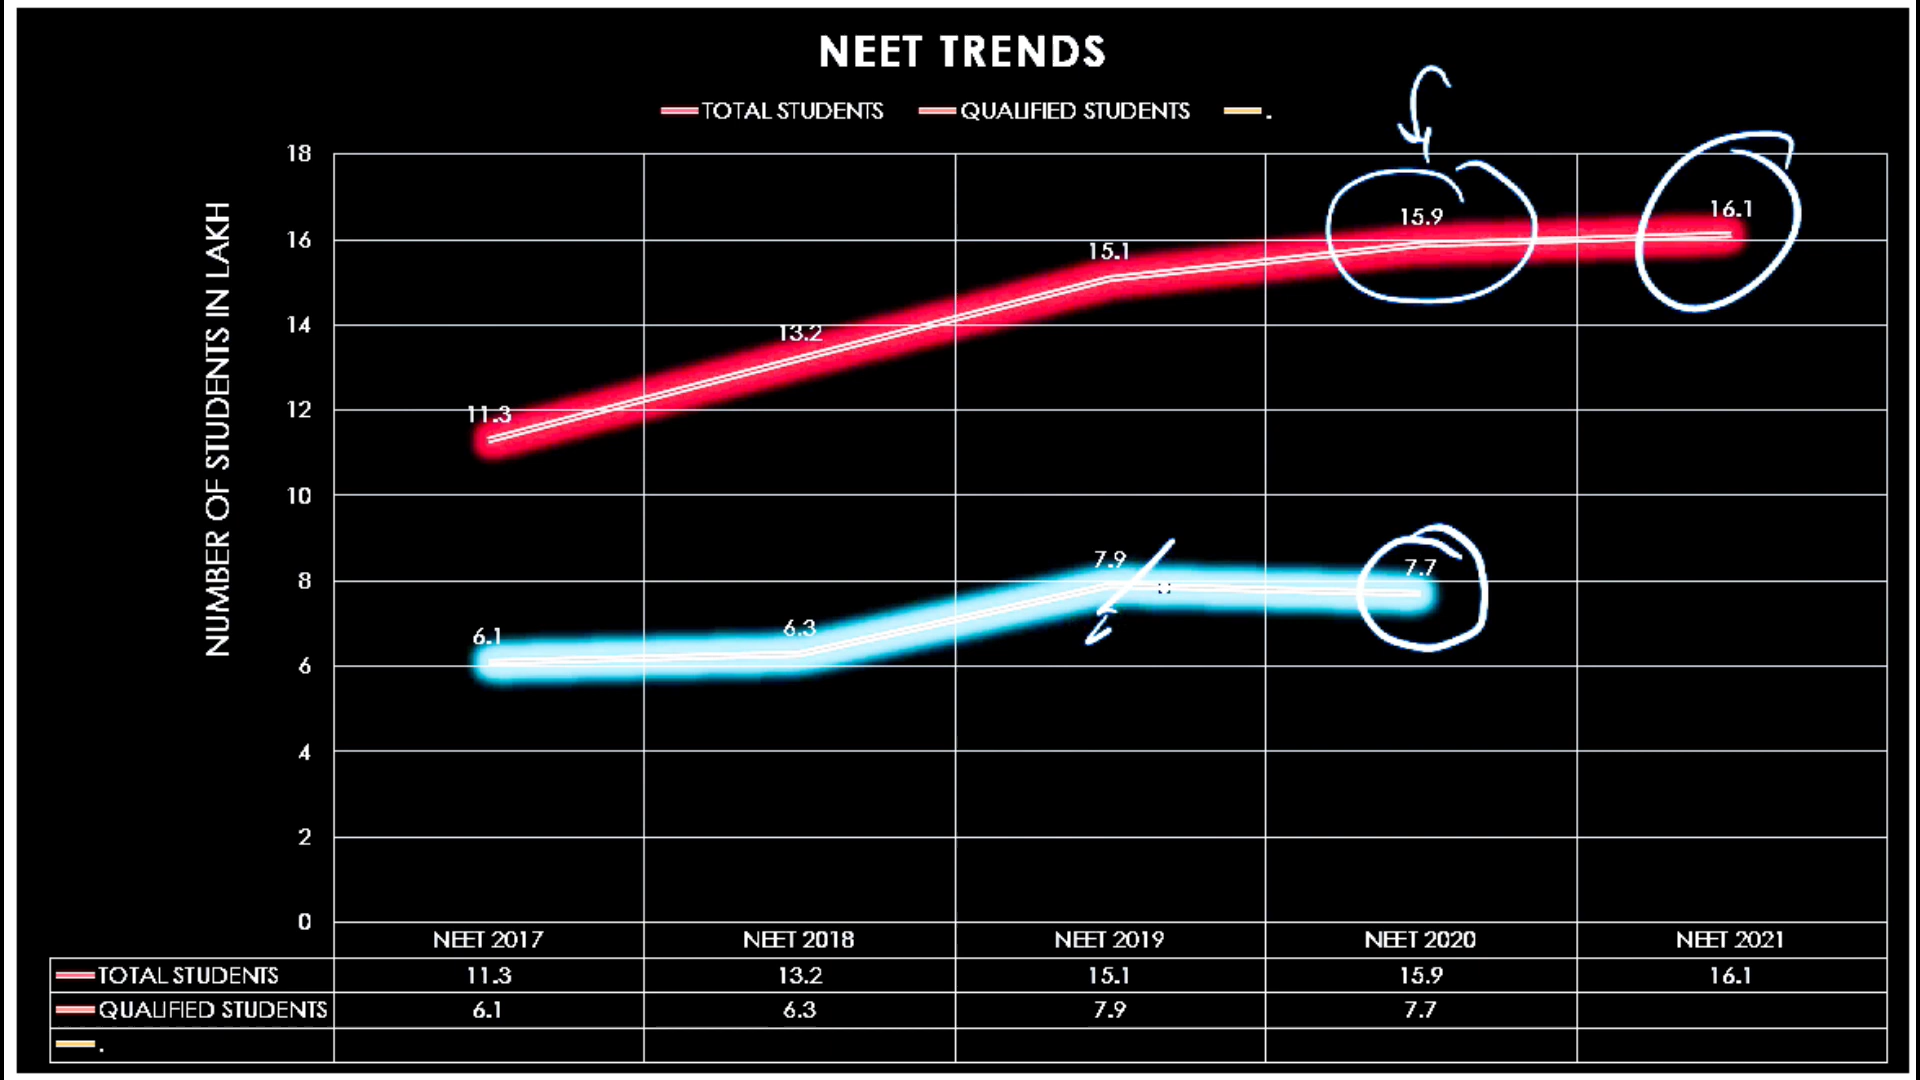 NEET TRENDS
TOTAL STUDENTS QUALIFIED STUDENTS .
NUMBER OF STUDENTS IN LAKH
18
16
14
12
10
8
6
4
2
0
11.3 13.2 15.1 15.9 16.1
6.1 6.3 7.9 7.7
NEET 2017 NEET 2018 NEET 2019 NEET 2020 NEET 2021
TOTAL STUDENTS 11.3 13.2 15.1 15.9 16.1
QUALIFIED STUDENTS 6.1 6.3 7.9 7.7
.